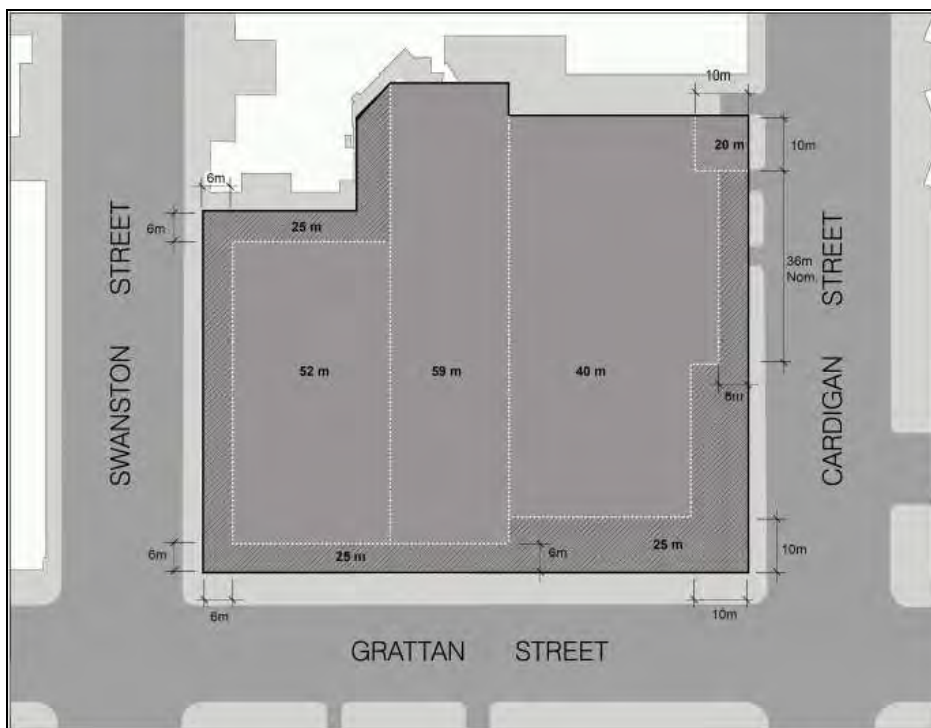 10m
20 m
10m
6m
6m
25 m
36m
Nom.
SWANSTON STREET
CARDIGAN STREET
52 m
59 m
40 m
6m
6m
25 m
6m
25 m
10m
6m
10m
GRATTAN STREET